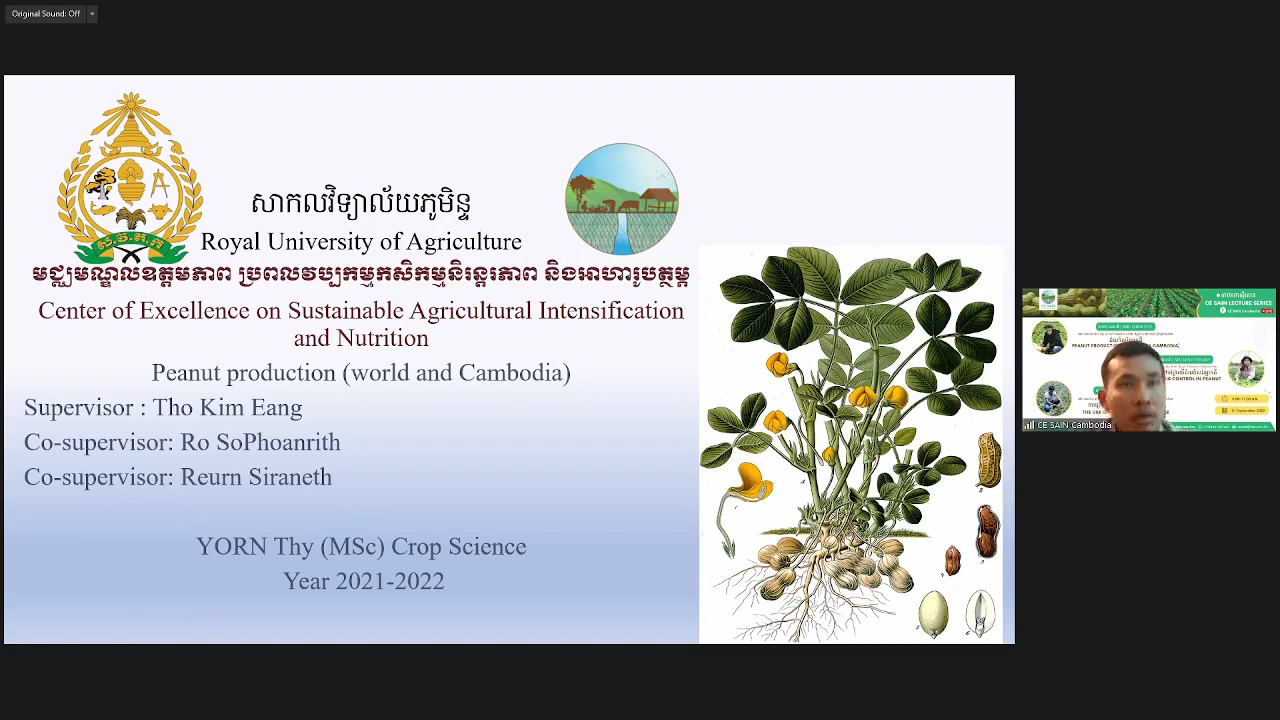 Original Sound: Off
សាកលវិទ្យាល័យភូមិន្ទ
Royal University of Agriculture
មជ្ឈមណ្ឌលឧត្តមភាព ប្រពលវប្បកម្មកសិកម្មនិរន្តរភាព និងអាហារូបត្ថម្ភ
Center of Excellence on Sustainable Agricultural Intensification
and Nutrition
Peanut production (world and Cambodia)
Supervisor : Tho Kim Eang
Co-supervisor: Ro SoPhoanrith
Co-supervisor: Reurn Siraneth
YORN Thy (MSc) Crop Science
Year 2021-2022
CE SAIN LECTURE SERIES
CE SAIN Cambodia